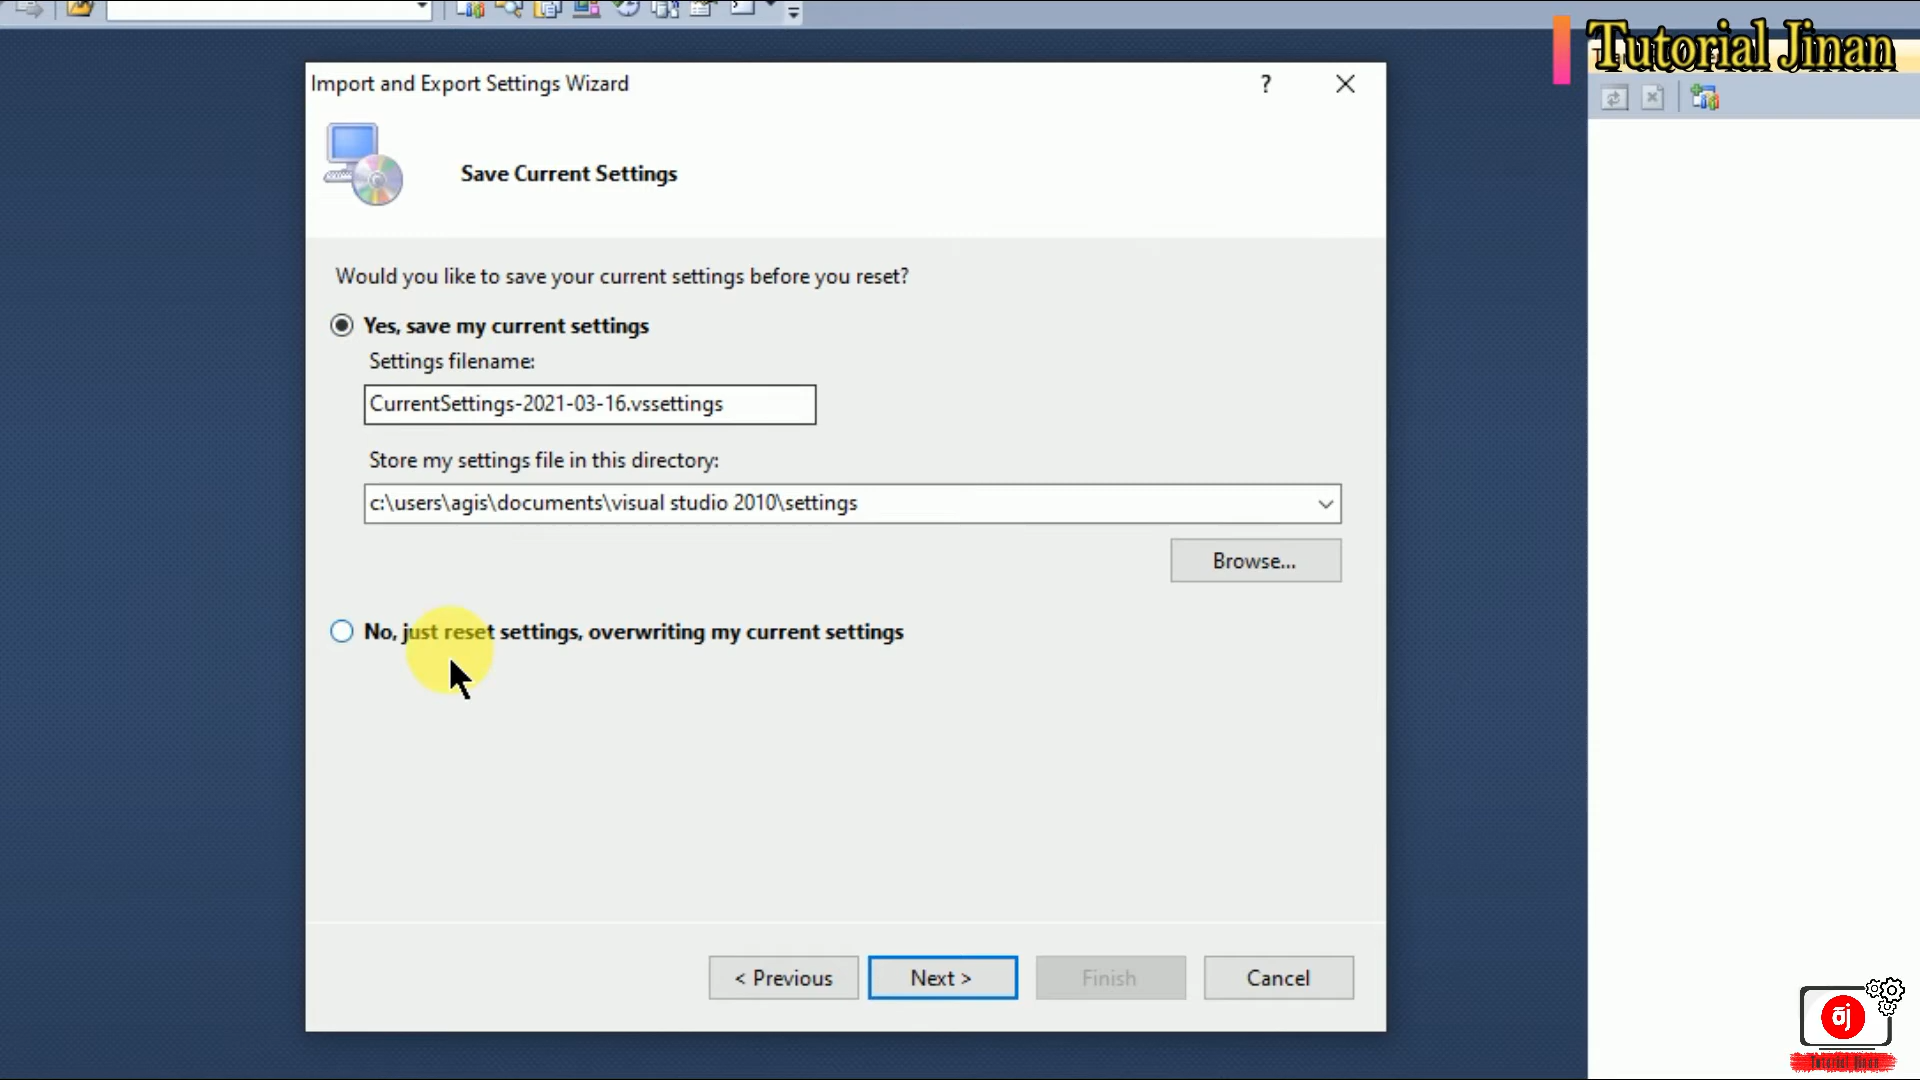 Tutorial Jinan
Import and Export Settings Wizard
?
Save Current Settings
Would you like to save your current settings before you reset?
Yes, save my current settings
Settings filename:
CurrentSettings-2021-03-16.vssettings
Store my settings file in this directory:
c:\users\agis\documents\visual studio 2010\settings
Browse...
No, just reset settings, overwriting my current settings
< Previous
Next >
Finish
Cancel
Tutorial Jinan